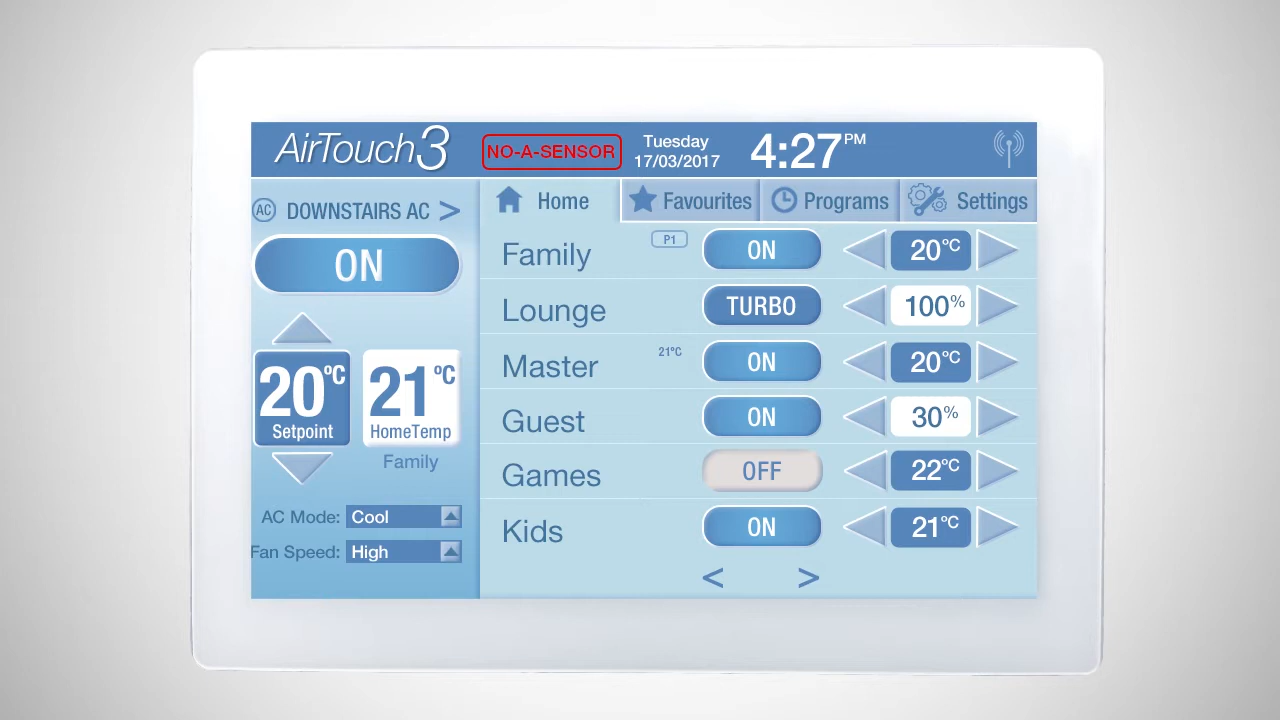 AirTouch3
NO-A-SENSOR
Tuesday
17/03/2017
4:27PM
AC DOWNSTAIRS AC >
ON
20°C
Setpoint
21°C
HomeTemp
Family
AC Mode: Cool
Fan Speed: High
Home
Favourites
Programs
Settings
Family P1 ON 20°C
Lounge TURBO 100%
Master 21°C ON 20°C
Guest ON 30%
Games OFF 22°C
Kids ON 21°C
< >